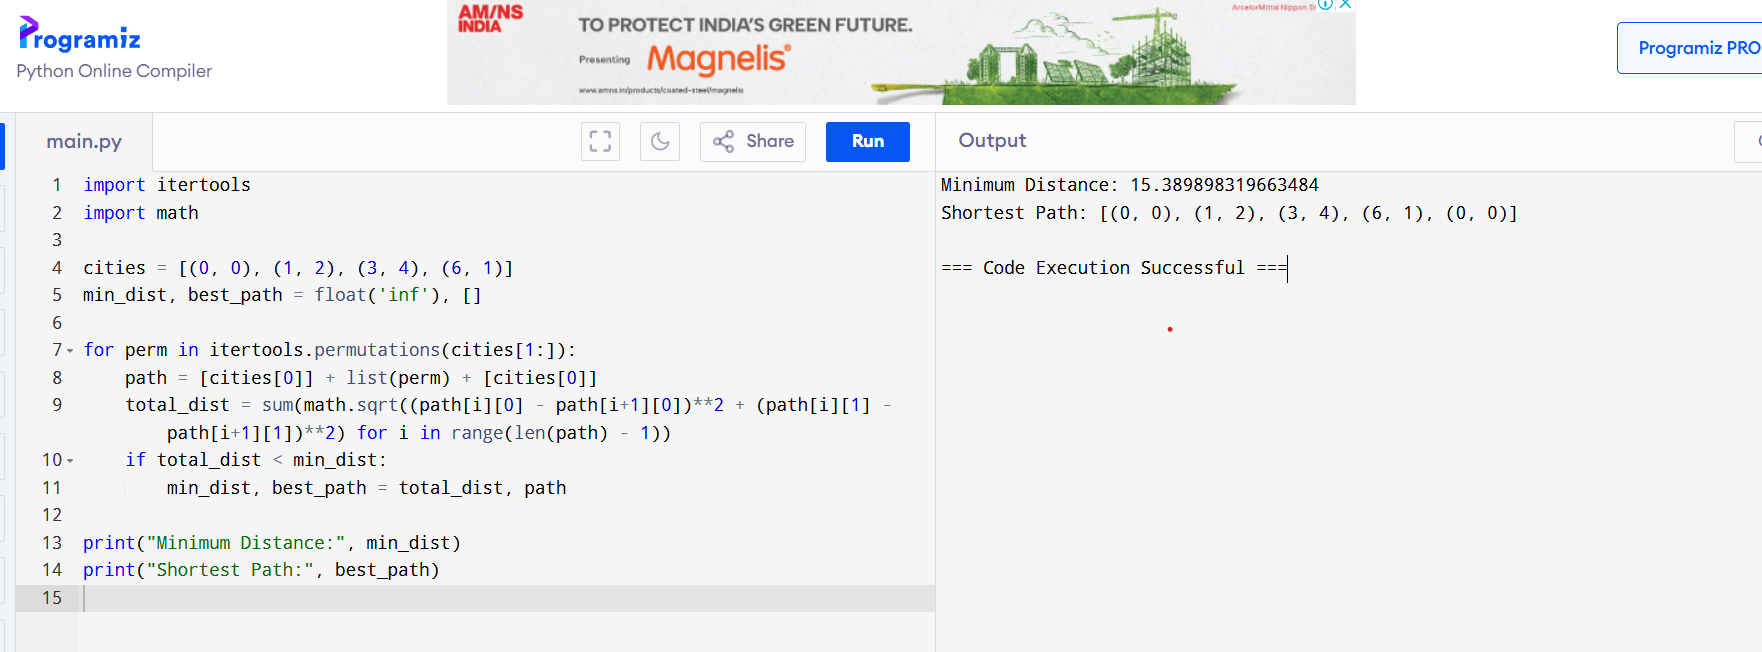 Programiz
Python Online Compiler
AM/NS
INDIA
TO PROTECT INDIA'S GREEN FUTURE.
Presenting
Magnelis®
www.amns.in/products/coated-steel/magnelis
ArcelorMittal Nippon St
Programiz PRO
main.py
Share
Run
Output
1 import itertools
2 import math
3
4 cities = [(0, 0), (1, 2), (3, 4), (6, 1)]
5 min_dist, best_path = float('inf'), []
6
7 for perm in itertools.permutations(cities[1:]):
8 path = [cities[0]] + list(perm) + [cities[0]]
9 total_dist = sum(math.sqrt((path[i][0] - path[i+1][0])**2 + (path[i][1] -
path[i+1][1])**2) for i in range(len(path) - 1))
10 if total_dist < min_dist:
11 min_dist, best_path = total_dist, path
12
13 print("Minimum Distance:", min_dist)
14 print("Shortest Path:", best_path)
15
Minimum Distance: 15.389898319663484
Shortest Path: [(0, 0), (1, 2), (3, 4), (6, 1), (0, 0)]
=== Code Execution Successful ===